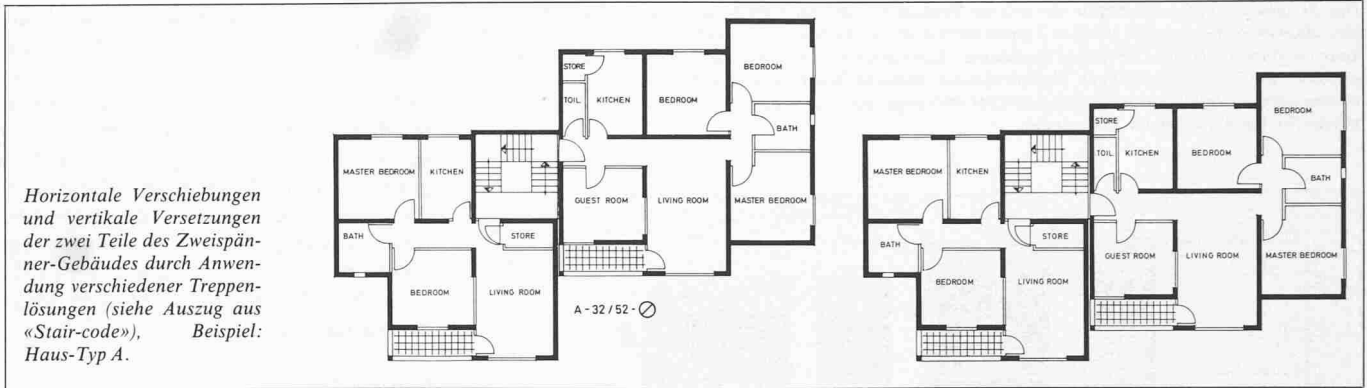 Horizontale Verschiebungen
und vertikale Versetzungen
der zwei Teile des Zweispän-
ner-Gebäudes durch Anwen-
dung verschiedener Treppen-
lösungen (siehe Auszug aus
«Stair-code»), Beispiel:
Haus-Typ A.
STORE
TOIL.
KITCHEN
BEDROOM
BEDROOM
BATH
MASTER BEDROOM
KITCHEN
GUEST ROOM
LIVING ROOM
MASTER BEDROOM
BATH
STORE
BEDROOM
LIVING ROOM
A - 32 / 52 -
STORE
TOIL.
KITCHEN
BEDROOM
BEDROOM
BATH
MASTER BEDROOM
KITCHEN
GUEST ROOM
LIVING ROOM
MASTER BEDROOM
BATH
STORE
BEDROOM
LIVING ROOM